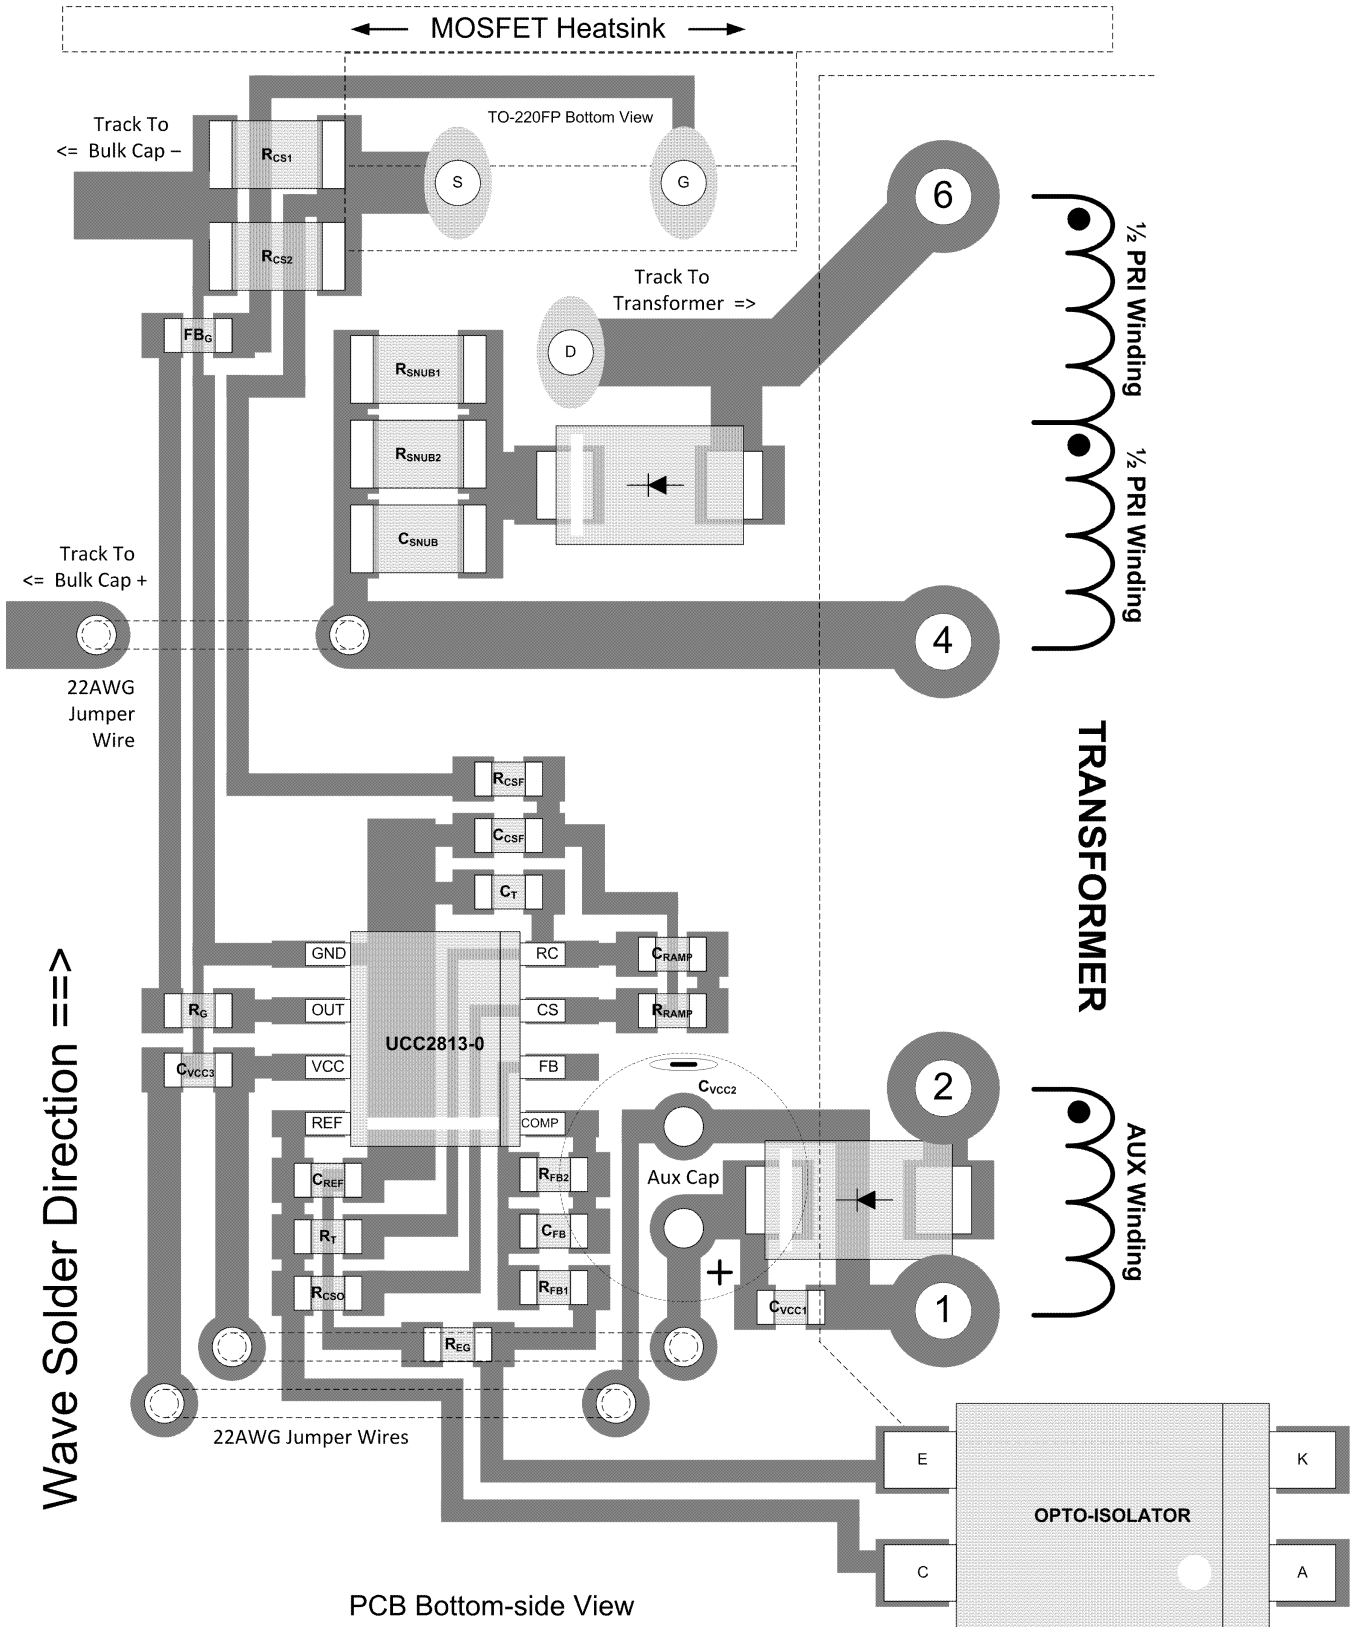 MOSFET Heatsink
TO-220FP Bottom View
Track To
<= Bulk Cap –
RCS1
S
G
6
RCS2
½ PRI Winding
Track To
Transformer =>
FBG
D
RSNUB1
RSNUB2
½ PRI Winding
CSNUB
Track To
<= Bulk Cap +
4
22AWG
Jumper
Wire
TRANSFORMER
RCSF
CCSF
CT
GND
RC
CRAMP
RG
OUT
CS
RRAMP
UCC2813-0
CVCC3
VCC
FB
−
CVCC2
2
REF
COMP
AUX Winding
CREF
RFB2
Aux Cap
RT
CFB
RCSO
RFB1
+
CVCC1
1
REG
22AWG Jumper Wires
Wave Solder Direction ==>
E
K
OPTO-ISOLATOR
C
A
PCB Bottom-side View